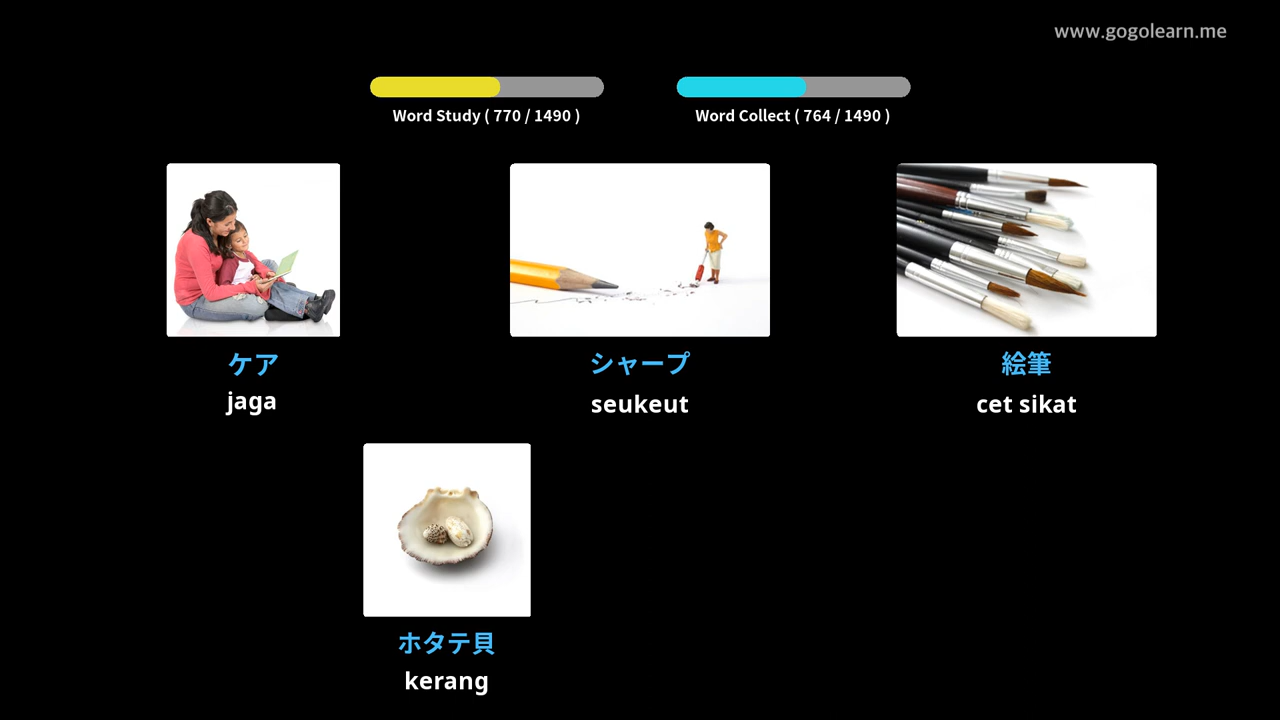 www.gogolearn.me
Word Study ( 770 / 1490 )
Word Collect ( 764 / 1490 )
ケア
jaga
シャープ
seukeut
絵筆
cet sikat
ホタテ貝
kerang